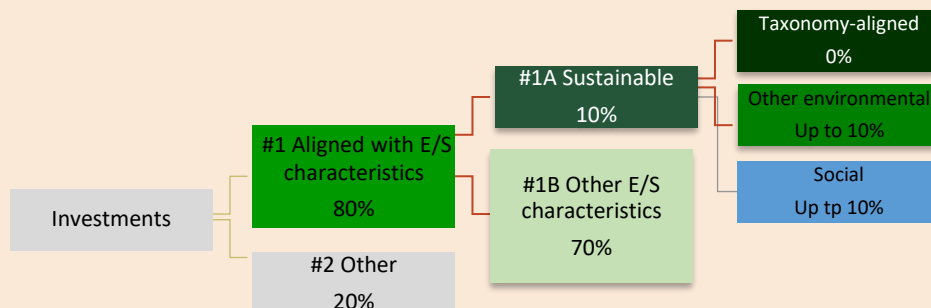 Investments
#1 Aligned with E/S
characteristics
80%
#2 Other
20%
#1A Sustainable
10%
#1B Other E/S
characteristics
70%
Taxonomy-aligned
0%
Other environmental
Up to 10%
Social
Up tp 10%